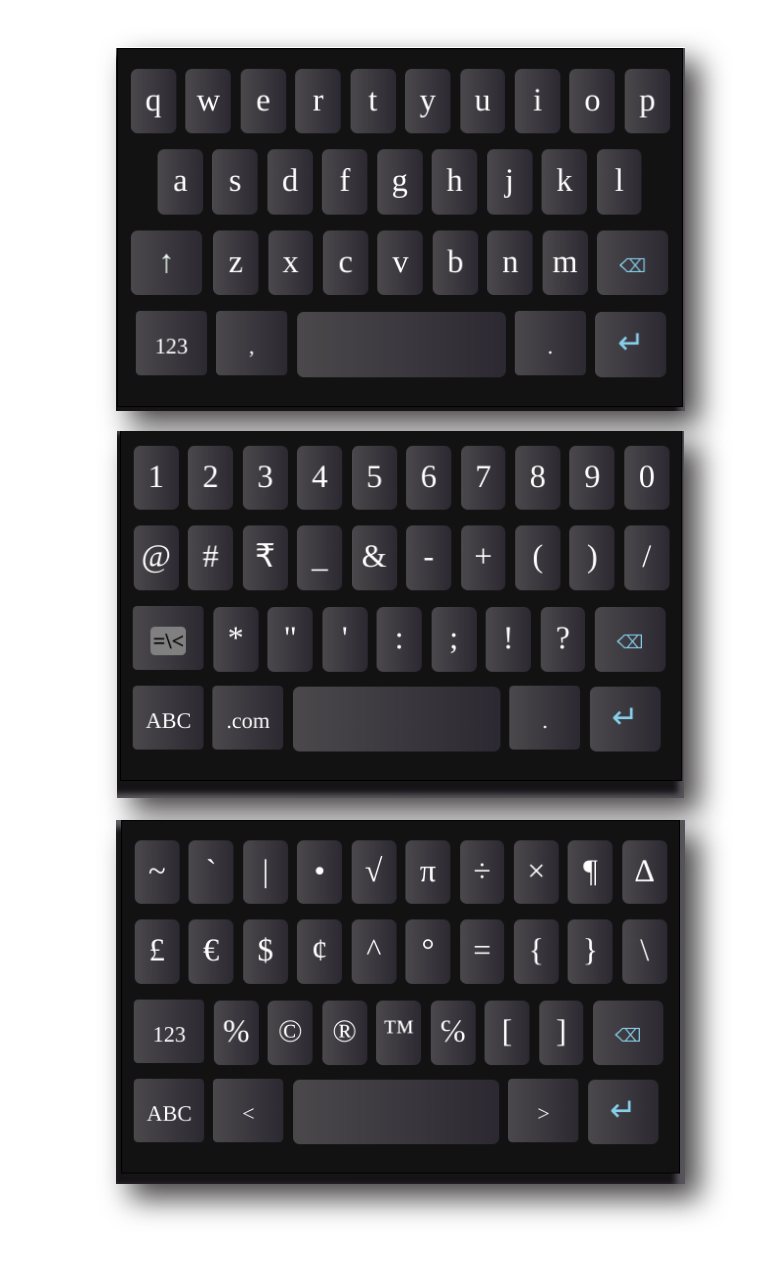 q w e r t y u i o p
a s d f g h j k l
↑ z x c v b n m ⌫
123 , . ↵
1 2 3 4 5 6 7 8 9 0
@ # ₹ _ & - + ( ) /
=\< * " ' : ; ! ? ⌫
ABC .com . ↵
~ ` | • √ π ÷ × ¶ Δ
£ € $ ¢ ^ ° = { } \
123 % © ® ™ ℅ [ ] ⌫
ABC < > ↵